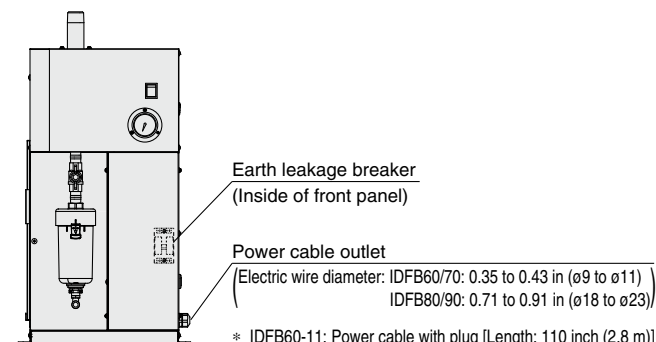 Earth leakage breaker
(Inside of front panel)
Power cable outlet
(Electric wire diameter: IDFB60/70: 0.35 to 0.43 in (ø9 to ø11)
IDFB80/90: 0.71 to 0.91 in (ø18 to ø23))
* IDFB60-11: Power cable with plug [Length: 110 inch (2.8 m)]